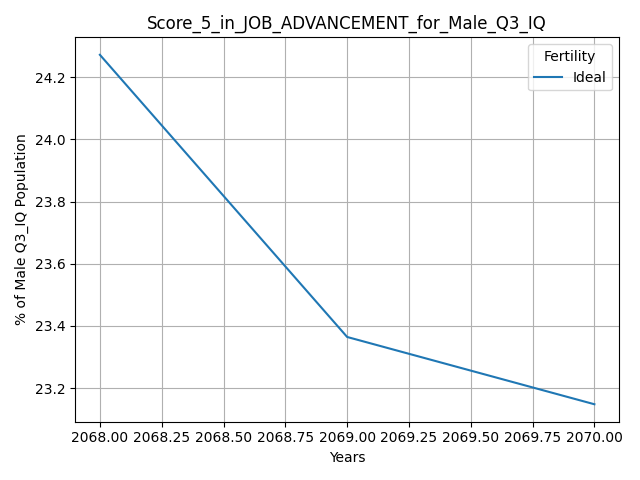 Score_5_in_JOB_ADVANCEMENT_for_Male_Q3_IQ
Fertility
Ideal
24.2
24.0
23.8
23.6
23.4
23.2
% of Male Q3_IQ Population
2068.00 2068.25 2068.50 2068.75 2069.00 2069.25 2069.50 2069.75 2070.00
Years